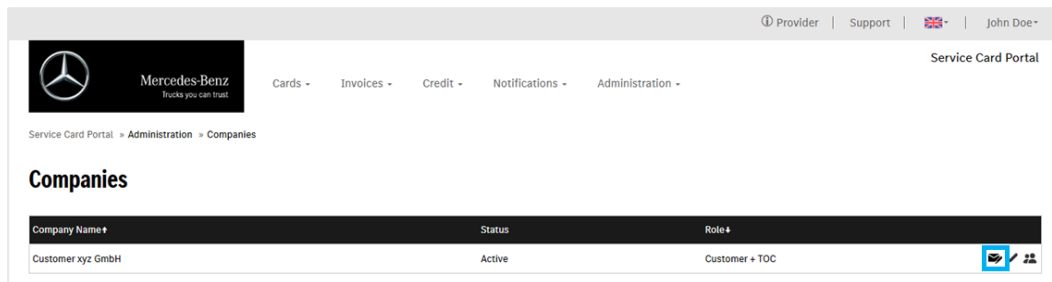 Provider | Support | John Doe
Service Card Portal
Mercedes-Benz
Trucks you can trust
Cards Invoices Credit Notifications Administration
Service Card Portal » Administration » Companies
Companies
Company Name Status Role
Customer xyz GmbH Active Customer + TOC